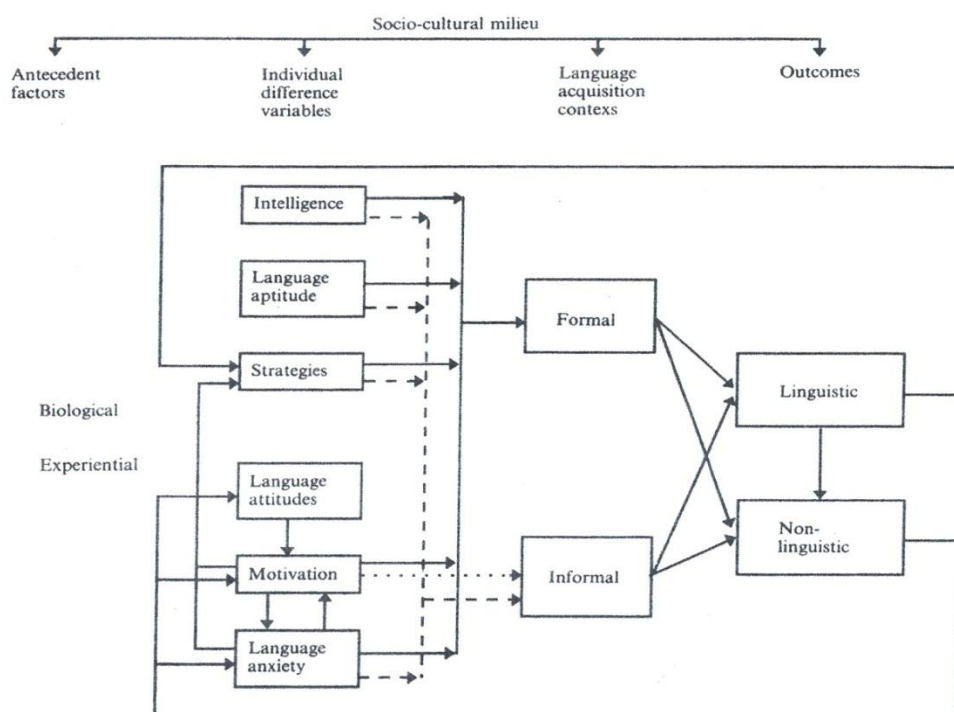 Socio-cultural milieu
Antecedent
factors
Individual
difference
variables
Language
acquisition
contexs
Outcomes
Intelligence
Language
aptitude
Formal
Strategies
Linguistic
Biological
Experiential
Language
attitudes
Non-
linguistic
Motivation
Informal
Language
anxiety